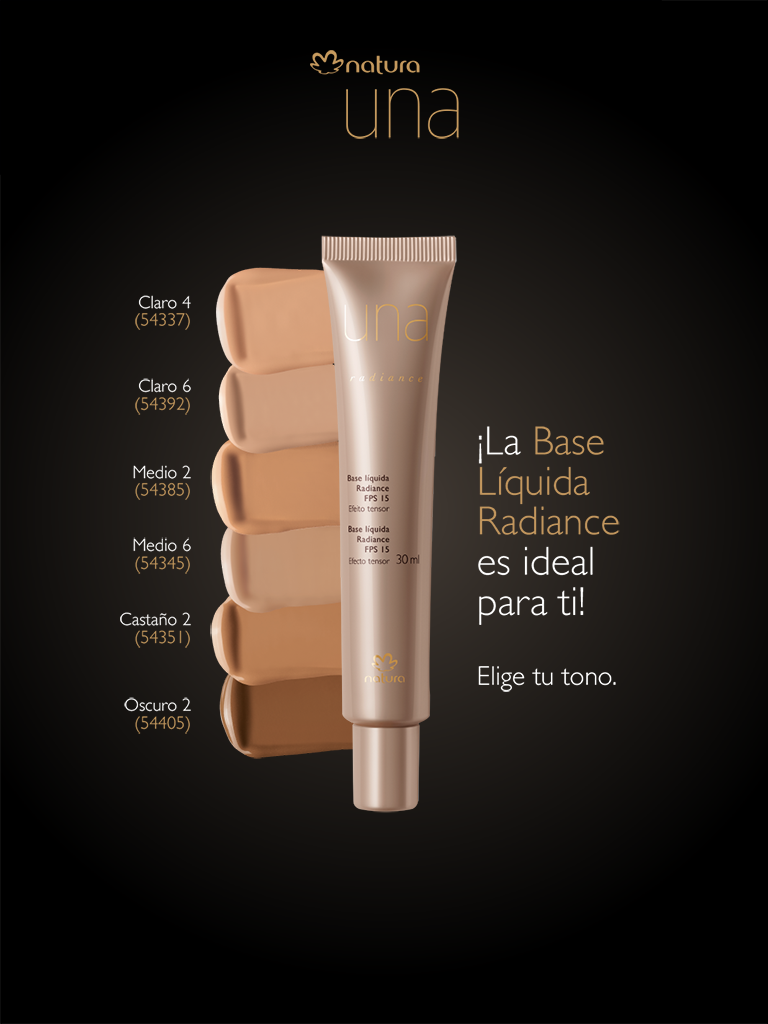 natura
una
Claro 4
(54337)
Claro 6
(54392)
Medio 2
(54385)
Medio 6
(54345)
Castaño 2
(54351)
Oscuro 2
(54405)
una
radiance
Base líquida
Radiance
FPS 15
Efeito tensor
Base líquida
Radiance
FPS 15
Efecto tensor 30 ml
natura
¡La Base
Líquida
Radiance
es ideal
para ti!
Elige tu tono.